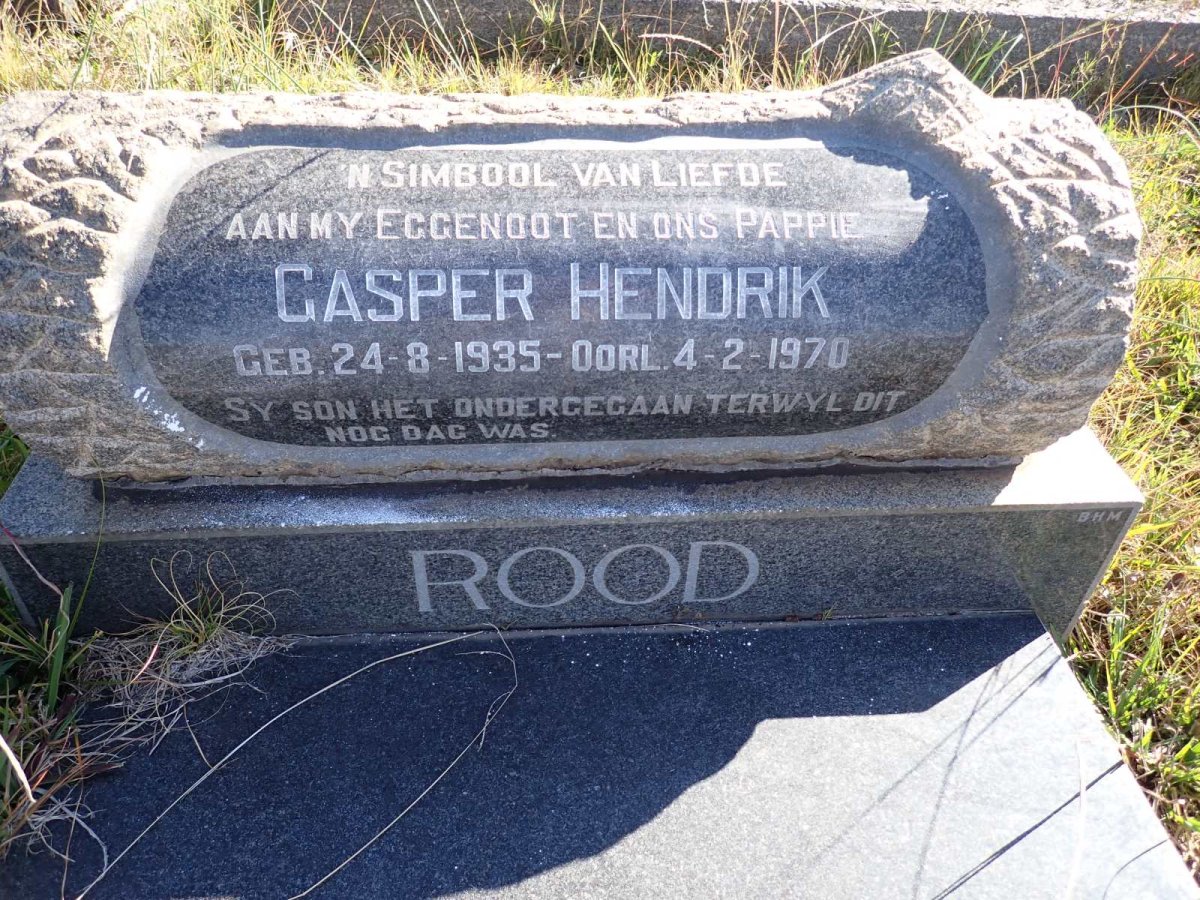 'N SIMBOOL VAN LIEFDE
AAN MY EGGENOOT EN ONS PAPPIE
CASPER HENDRIK
GEB. 24-8-1935-OORL. 4-2-1970
SY SON HET ONDERGEGAAN TERWYL DIT
NOG DAG WAS.
ROOD
BHM